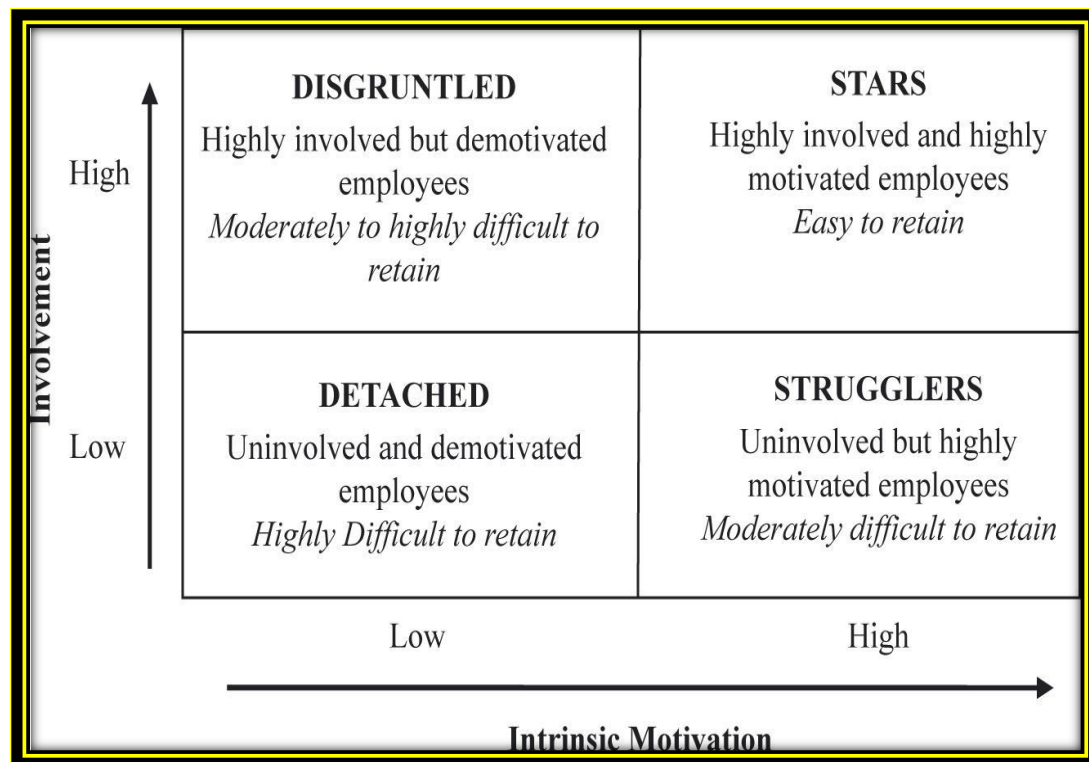 DISGRUNTLED
Highly involved but demotivated
employees
Moderately to highly difficult to
retain
STARS
Highly involved and highly
motivated employees
Easy to retain
High
Involvement
Low
DETACHED
Uninvolved and demotivated
employees
Highly Difficult to retain
STRUGGLERS
Uninvolved but highly
motivated employees
Moderately difficult to retain
Low
High
Intrinsic Motivation